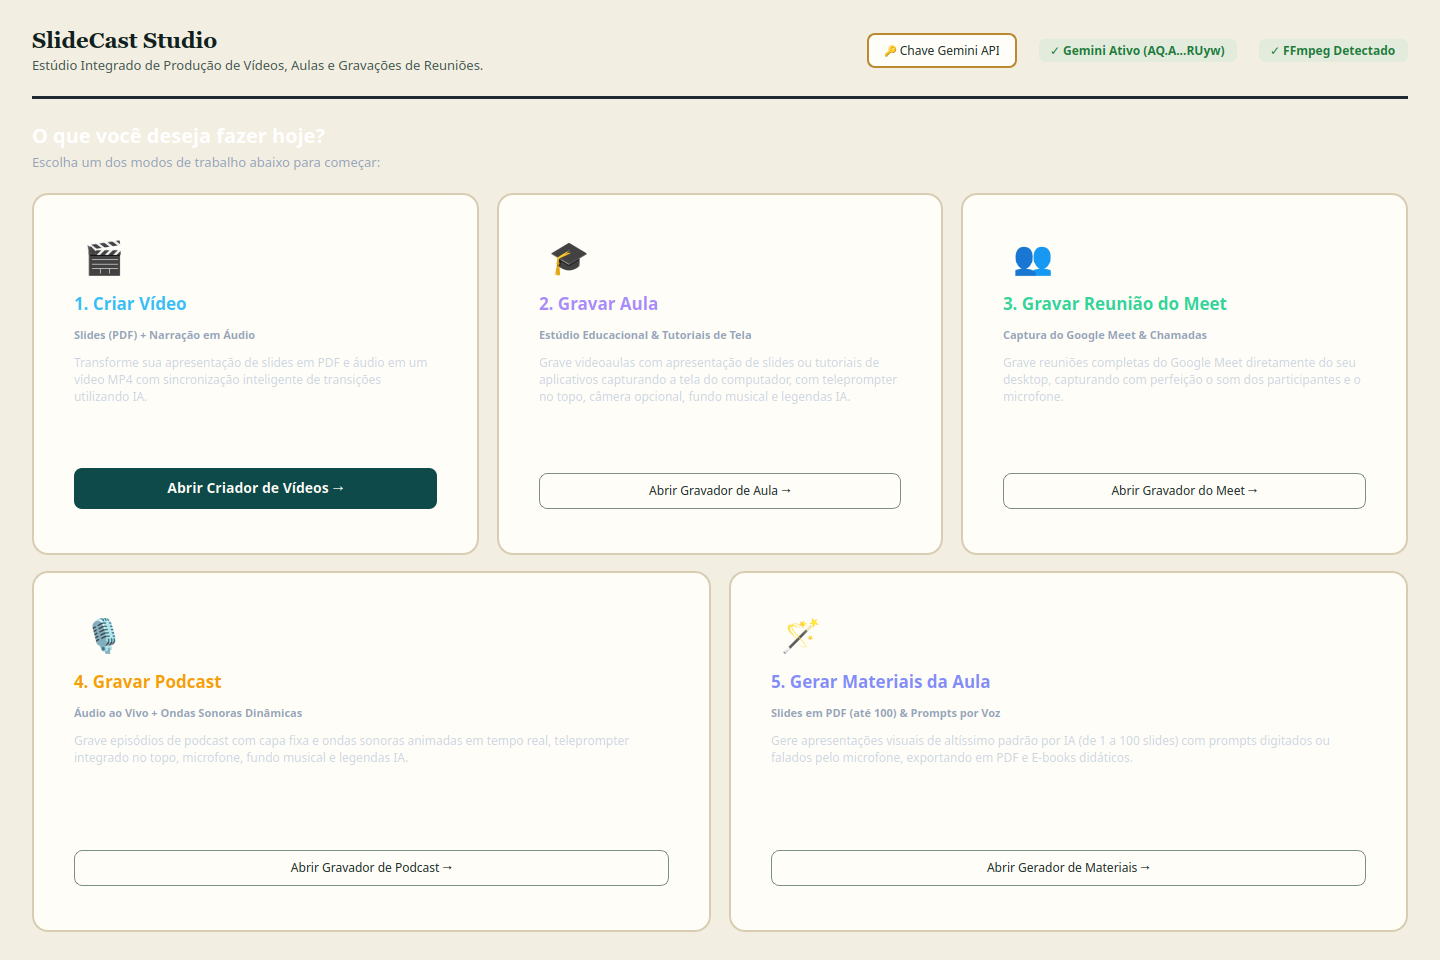 SlideCast Studio
Estúdio Integrado de Produção de Vídeos, Aulas e Gravações de Reuniões.
🔑 Chave Gemini API
✓ Gemini Ativo (AQ.A...RUyw)
✓ FFmpeg Detectado
O que você deseja fazer hoje?
Escolha um dos modos de trabalho abaixo para começar:
1. Criar Vídeo
Slides (PDF) + Narração em Áudio
Transforme sua apresentação de slides em PDF e áudio em um
vídeo MP4 com sincronização inteligente de transições
utilizando IA.
Abrir Criador de Vídeos →
2. Gravar Aula
Estúdio Educacional & Tutoriais de Tela
Grave videoaulas com apresentação de slides ou tutoriais de
aplicativos capturando a tela do computador, com teleprompter
no topo, câmera opcional, fundo musical e legendas IA.
Abrir Gravador de Aula →
3. Gravar Reunião do Meet
Captura do Google Meet & Chamadas
Grave reuniões completas do Google Meet diretamente do seu
desktop, capturando com perfeição o som dos participantes e o
microfone.
Abrir Gravador do Meet →
4. Gravar Podcast
Áudio ao Vivo + Ondas Sonoras Dinâmicas
Grave episódios de podcast com capa fixa e ondas sonoras animadas em tempo real, teleprompter
integrado no topo, microfone, fundo musical e legendas IA.
Abrir Gravador de Podcast →
5. Gerar Materiais da Aula
Slides em PDF (até 100) & Prompts por Voz
Gere apresentações visuais de altíssimo padrão por IA (de 1 a 100 slides) com prompts digitados ou
falados pelo microfone, exportando em PDF e E-books didáticos.
Abrir Gerador de Materiais →